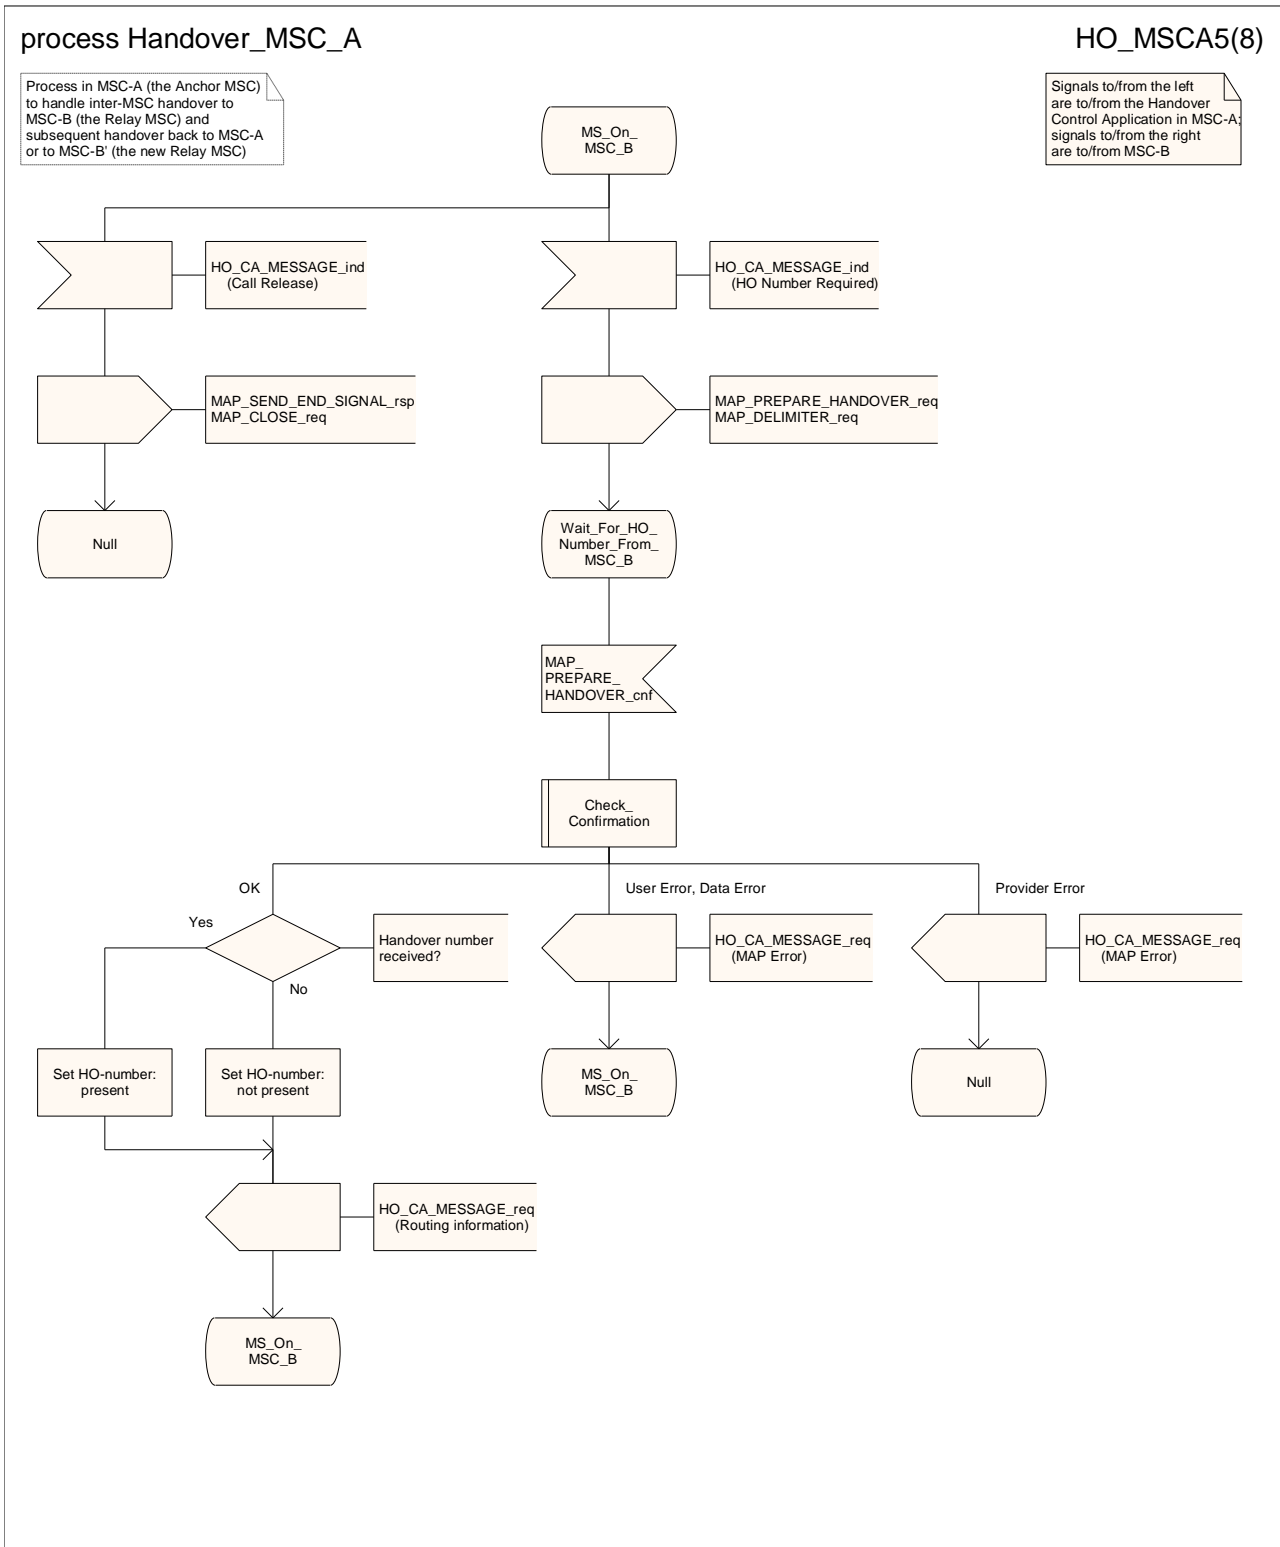 process Handover_MSC_A
HO_MSCA5(8)
Process in MSC-A (the Anchor MSC)
to handle inter-MSC handover to
MSC-B (the Relay MSC) and
subsequent handover back to MSC-A
or to MSC-B' (the new Relay MSC)
Signals to/from the left
are to/from the Handover
Control Application in MSC-A;
signals to/from the right
are to/from MSC-B
MS_On_
MSC_B
HO_CA_MESSAGE_ind
(Call Release)
HO_CA_MESSAGE_ind
(HO Number Required)
MAP_SEND_END_SIGNAL_rsp
MAP_CLOSE_req
MAP_PREPARE_HANDOVER_req
MAP_DELIMITER_req
Null
Wait_For_HO_
Number_From_
MSC_B
MAP_
PREPARE_
HANDOVER_cnf
Check_
Confirmation
OK
User Error, Data Error
Provider Error
Yes
Handover number
received?
No
HO_CA_MESSAGE_req
(MAP Error)
HO_CA_MESSAGE_req
(MAP Error)
Set HO-number:
present
Set HO-number:
not present
MS_On_
MSC_B
Null
HO_CA_MESSAGE_req
(Routing information)
MS_On_
MSC_B